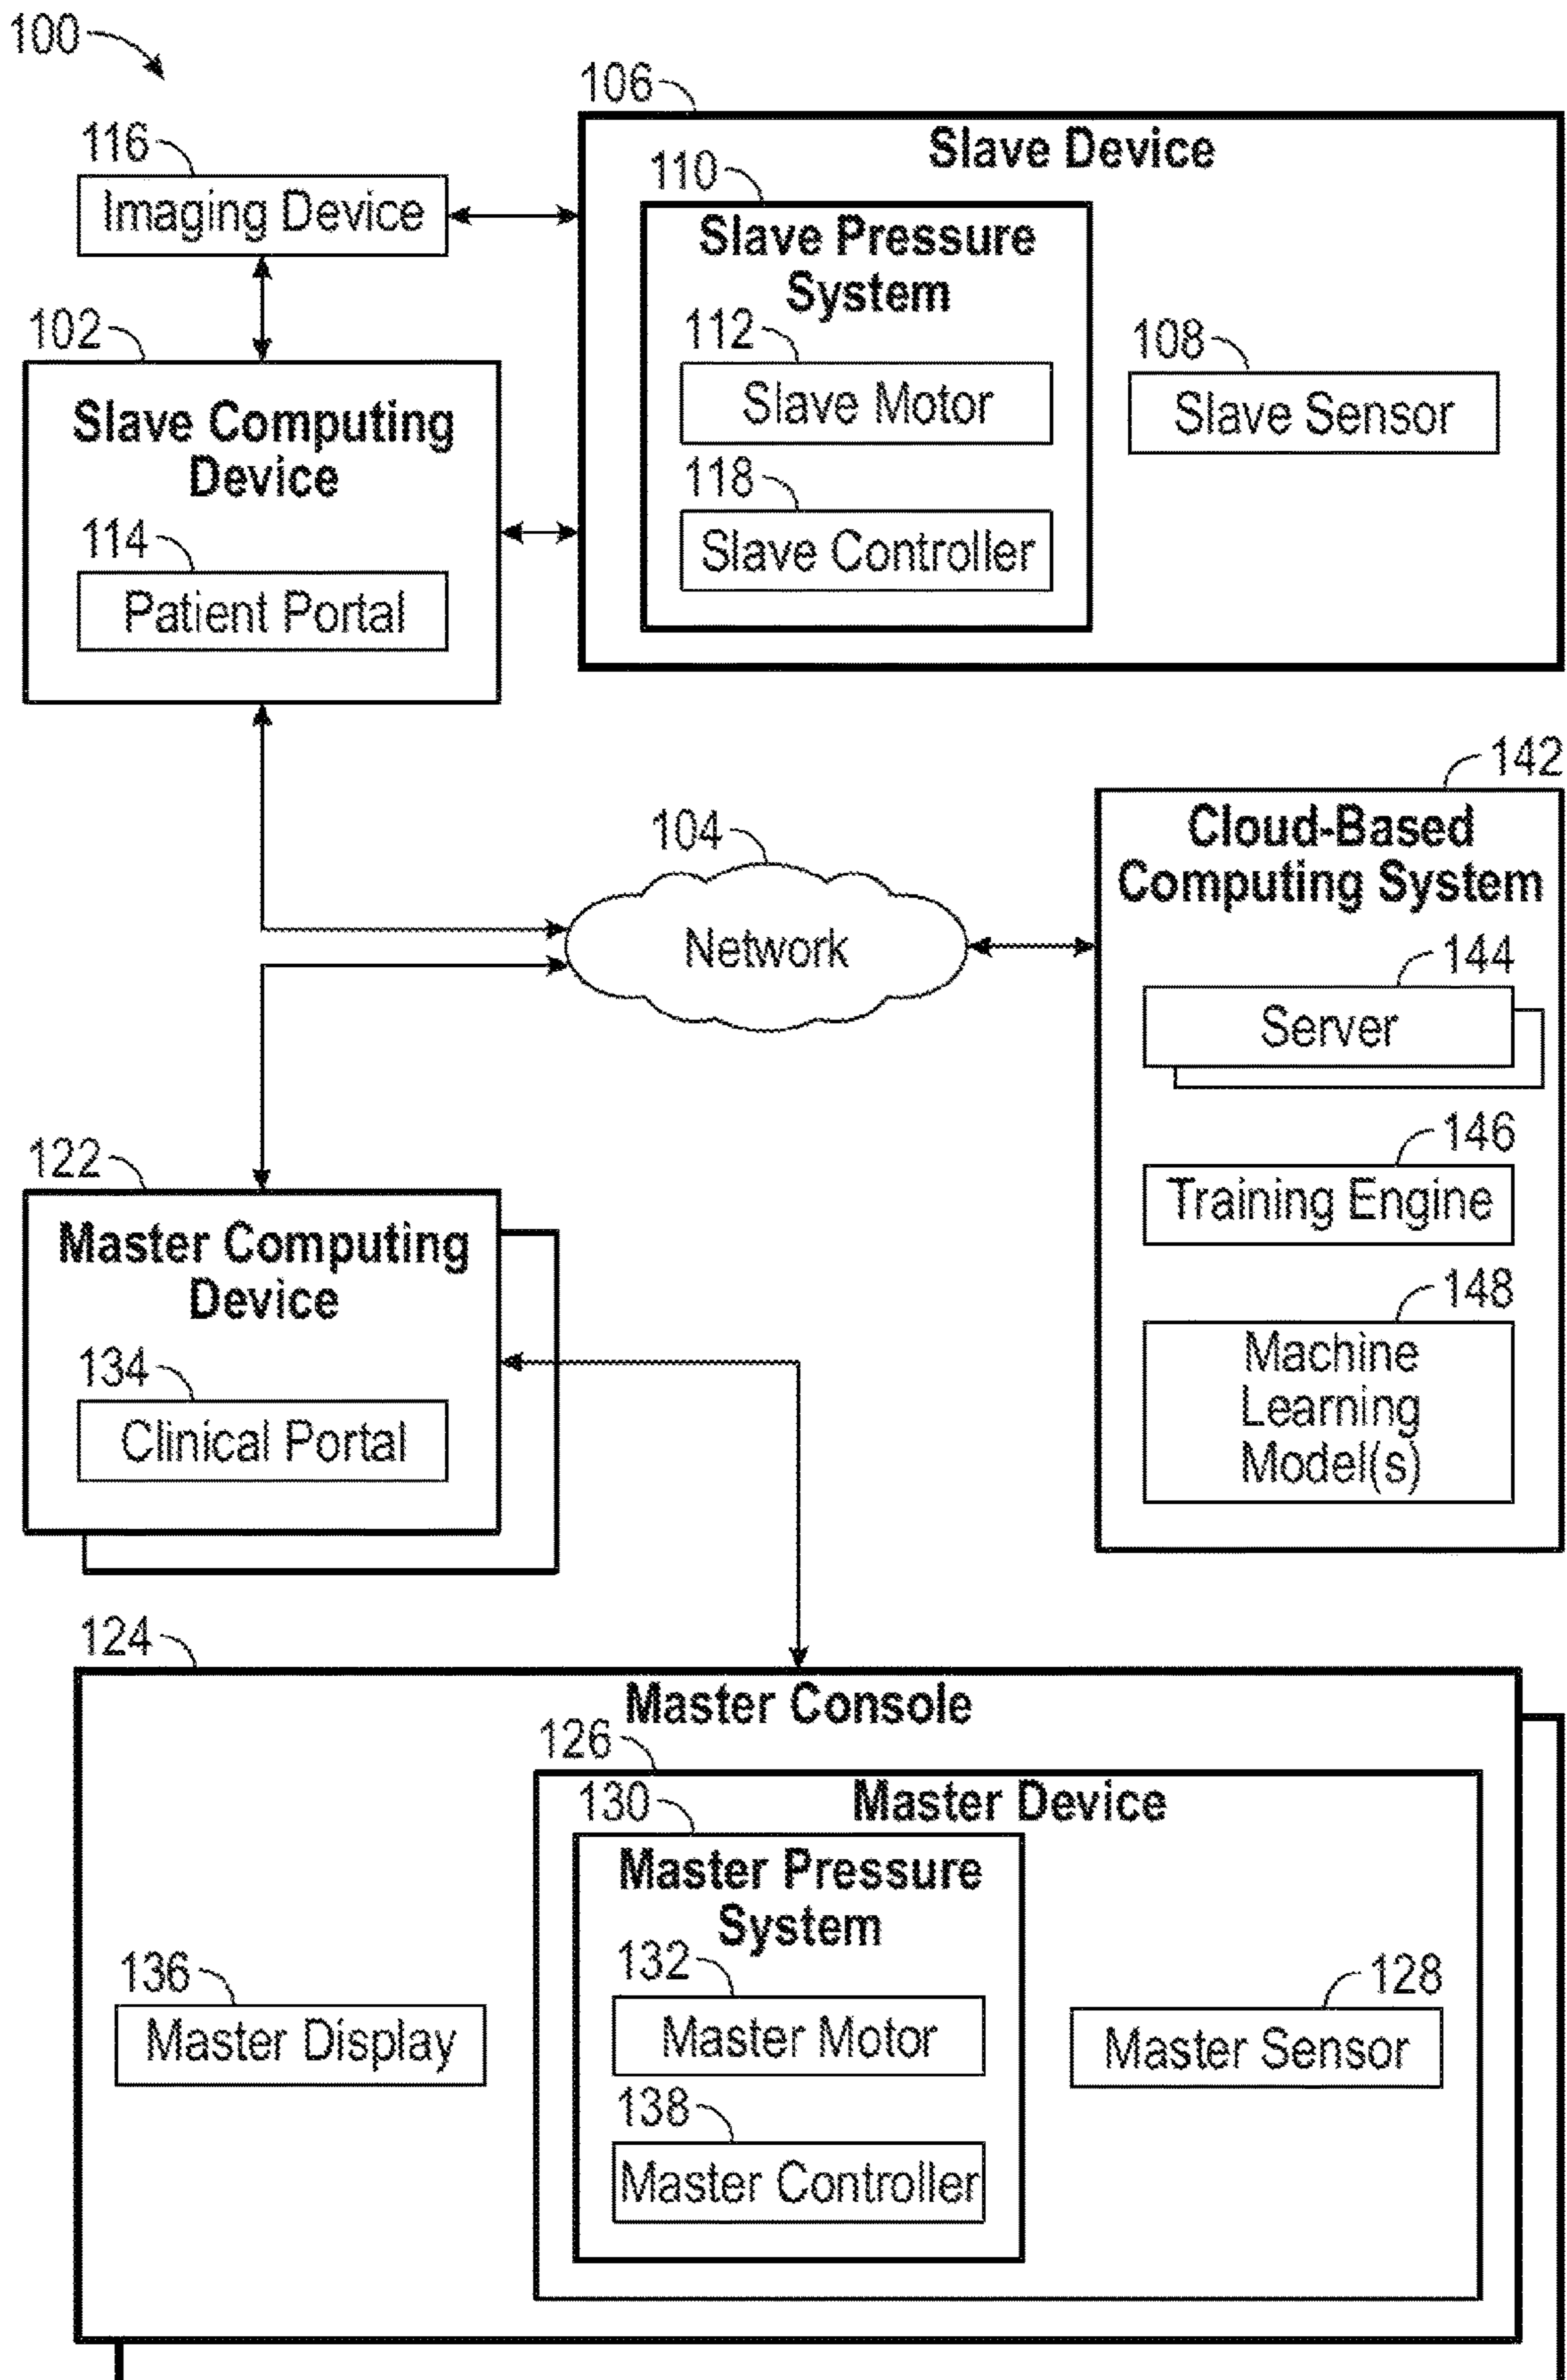 100
106
116
Slave Device
110
Imaging Device
Slave Pressure
System
102
112
108
Slave Computing
Device
Slave Motor
Slave Sensor
118
114
Slave Controller
Patient Portal
142
104
Cloud-Based
Computing System
Network
144
Server
122
146
Master Computing
Device
Training Engine
148
134
Machine
Learning
Model(s)
Clinical Portal
124
Master Console
126
130
Master Device
Master Pressure
System
136
132
128
Master Display
Master Motor
Master Sensor
138
Master Controller